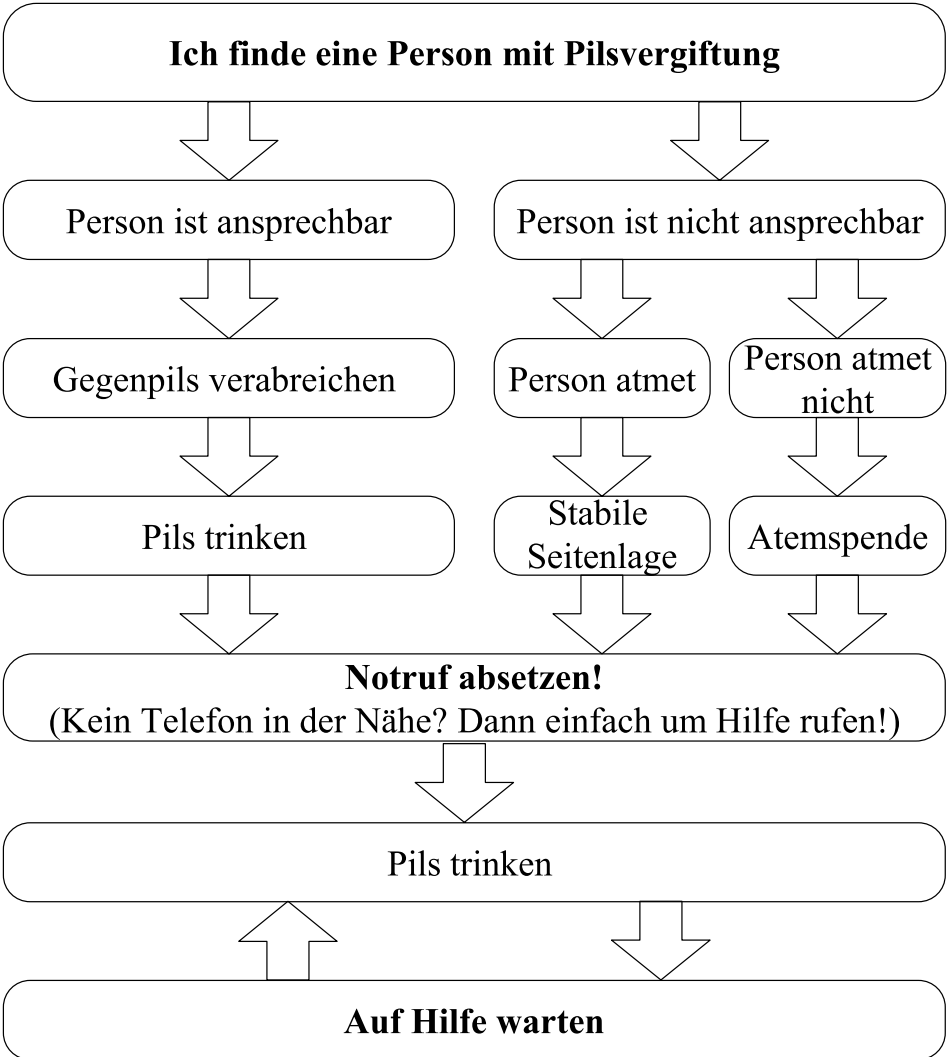 Ich finde eine Person mit Pilsvergiftung
Person ist ansprechbar
Person ist nicht ansprechbar
Gegenpils verabreichen
Person atmet
Person atmet
nicht
Pils trinken
Stabile
Seitenlage
Atemspende
Notruf absetzen!
(Kein Telefon in der Nähe? Dann einfach um Hilfe rufen!)
Pils trinken
Auf Hilfe warten